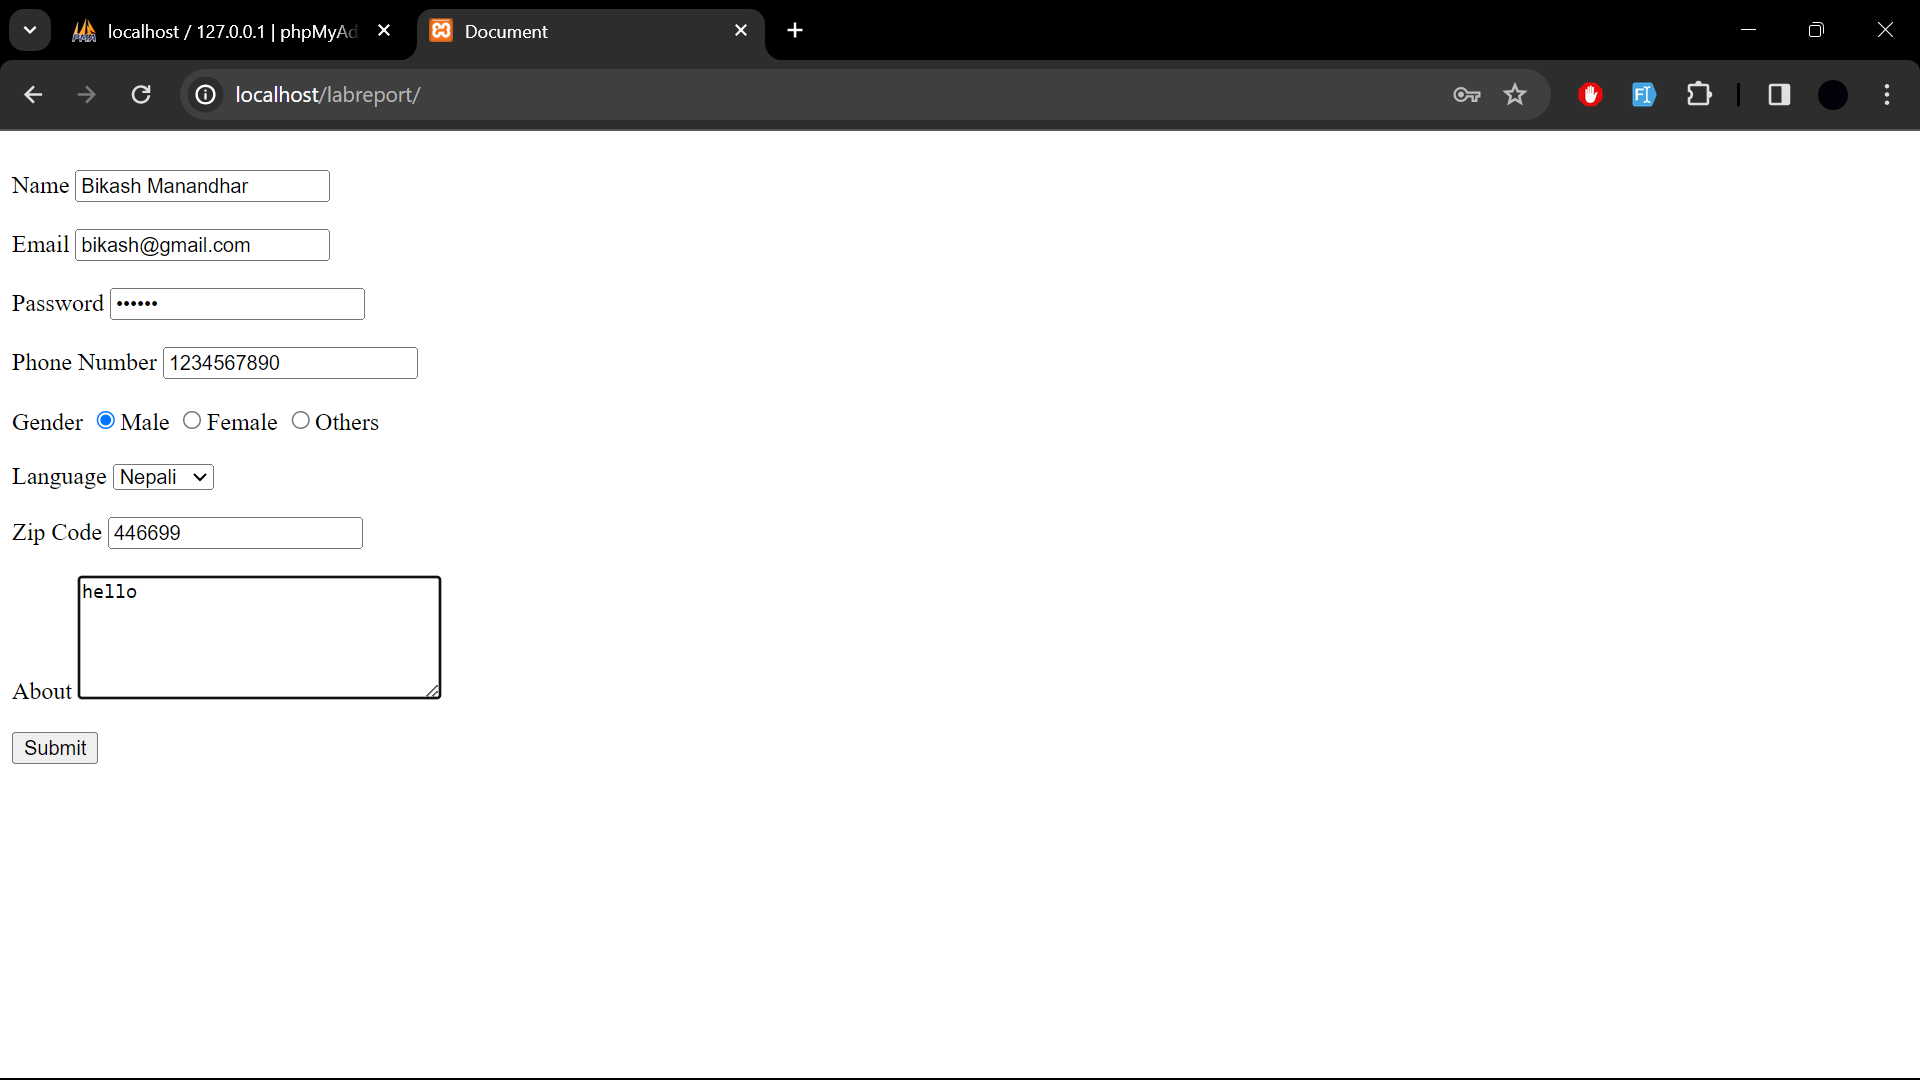 localhost / 127.0.0.1 | phpMyAd
Document
localhost/labreport/
Name Bikash Manandhar
Email bikash@gmail.com
Password ••••••
Phone Number 1234567890
Gender Male Female Others
Language Nepali
Zip Code 446699
hello
About
Submit